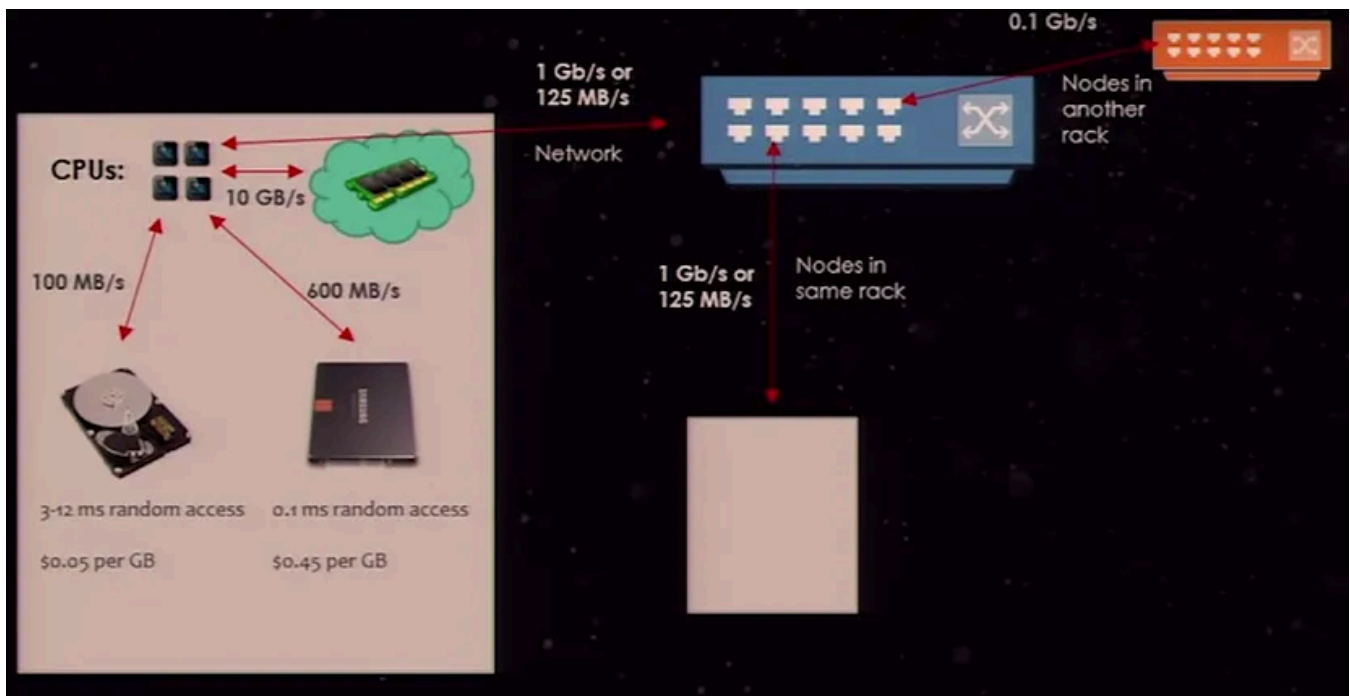 0.1 Gb/s
1 Gb/s or
125 MB/s
Nodes in
another
rack
Network
CPUs:
10 GB/s
100 MB/s
600 MB/s
1 Gb/s or
125 MB/s
Nodes in
same rack
SAMSUNG
3-12 ms random access
0.1 ms random access
$0.05 per GB
$0.45 per GB